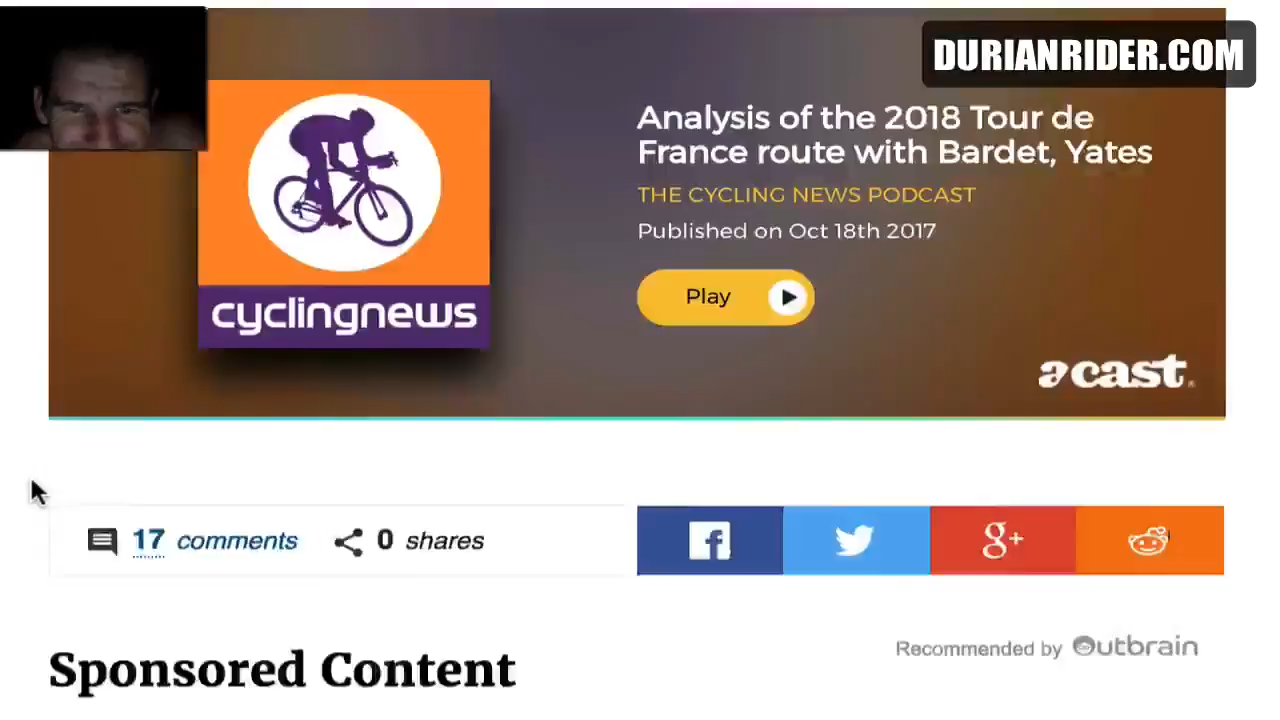 DURIANRIDER.COM
Analysis of the 2018 Tour de
France route with Bardet, Yates
THE CYCLING NEWS PODCAST
Published on Oct 18th 2017
Play
cyclingnews
acast
17 comments 0 shares
g+
Recommended by Outbrain
Sponsored Content